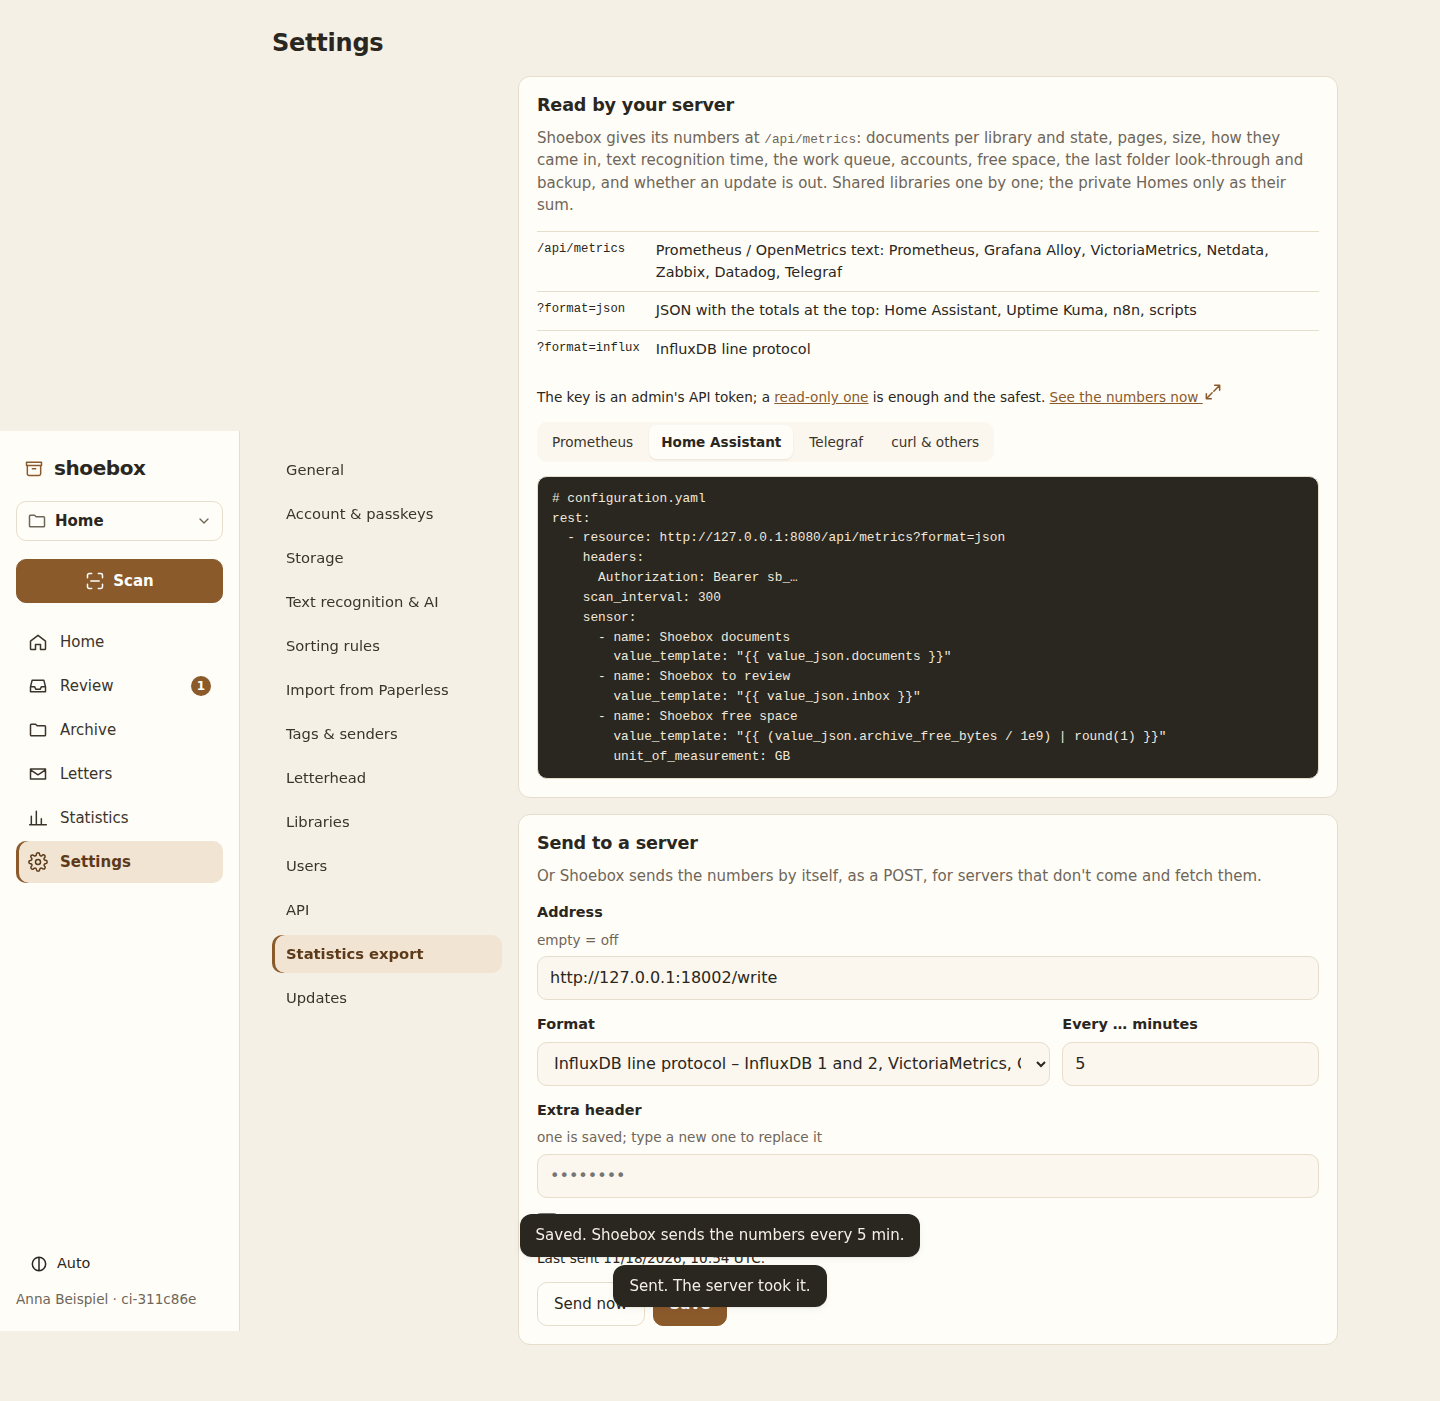 Settings
shoebox
Home
Scan
Home
Review
1
Archive
Letters
Statistics
Settings
Auto
Anna Beispiel · ci-311c86e
General
Account & passkeys
Storage
Text recognition & AI
Sorting rules
Import from Paperless
Tags & senders
Letterhead
Libraries
Users
API
Statistics export
Updates
Read by your server
Shoebox gives its numbers at /api/metrics: documents per library and state, pages, size, how they
came in, text recognition time, the work queue, accounts, free space, the last folder look-through and
backup, and whether an update is out. Shared libraries one by one; the private Homes only as their
sum.
/api/metrics Prometheus / OpenMetrics text: Prometheus, Grafana Alloy, VictoriaMetrics, Netdata,
Zabbix, Datadog, Telegraf
?format=json JSON with the totals at the top: Home Assistant, Uptime Kuma, n8n, scripts
?format=influx InfluxDB line protocol
The key is an admin's API token; a read-only one is enough and the safest. See the numbers now
Prometheus Home Assistant Telegraf curl & others
# configuration.yaml
rest:
  - resource: http://127.0.0.1:8080/api/metrics?format=json
    headers:
      Authorization: Bearer sb_…
    scan_interval: 300
    sensor:
      - name: Shoebox documents
        value_template: "{{ value_json.documents }}"
      - name: Shoebox to review
        value_template: "{{ value_json.inbox }}"
      - name: Shoebox free space
        value_template: "{{ (value_json.archive_free_bytes / 1e9) | round(1) }}"
        unit_of_measurement: GB
Send to a server
Or Shoebox sends the numbers by itself, as a POST, for servers that don't come and fetch them.
Address
empty = off
http://127.0.0.1:18002/write
Format Every … minutes
InfluxDB line protocol – InfluxDB 1 and 2, VictoriaMetrics, 5
Extra header
one is saved; type a new one to replace it
••••••••
Saved. Shoebox sends the numbers every 5 min.
Last sent 11/18/2026, 10:54 UTC.
Sent. The server took it.
Send now Save